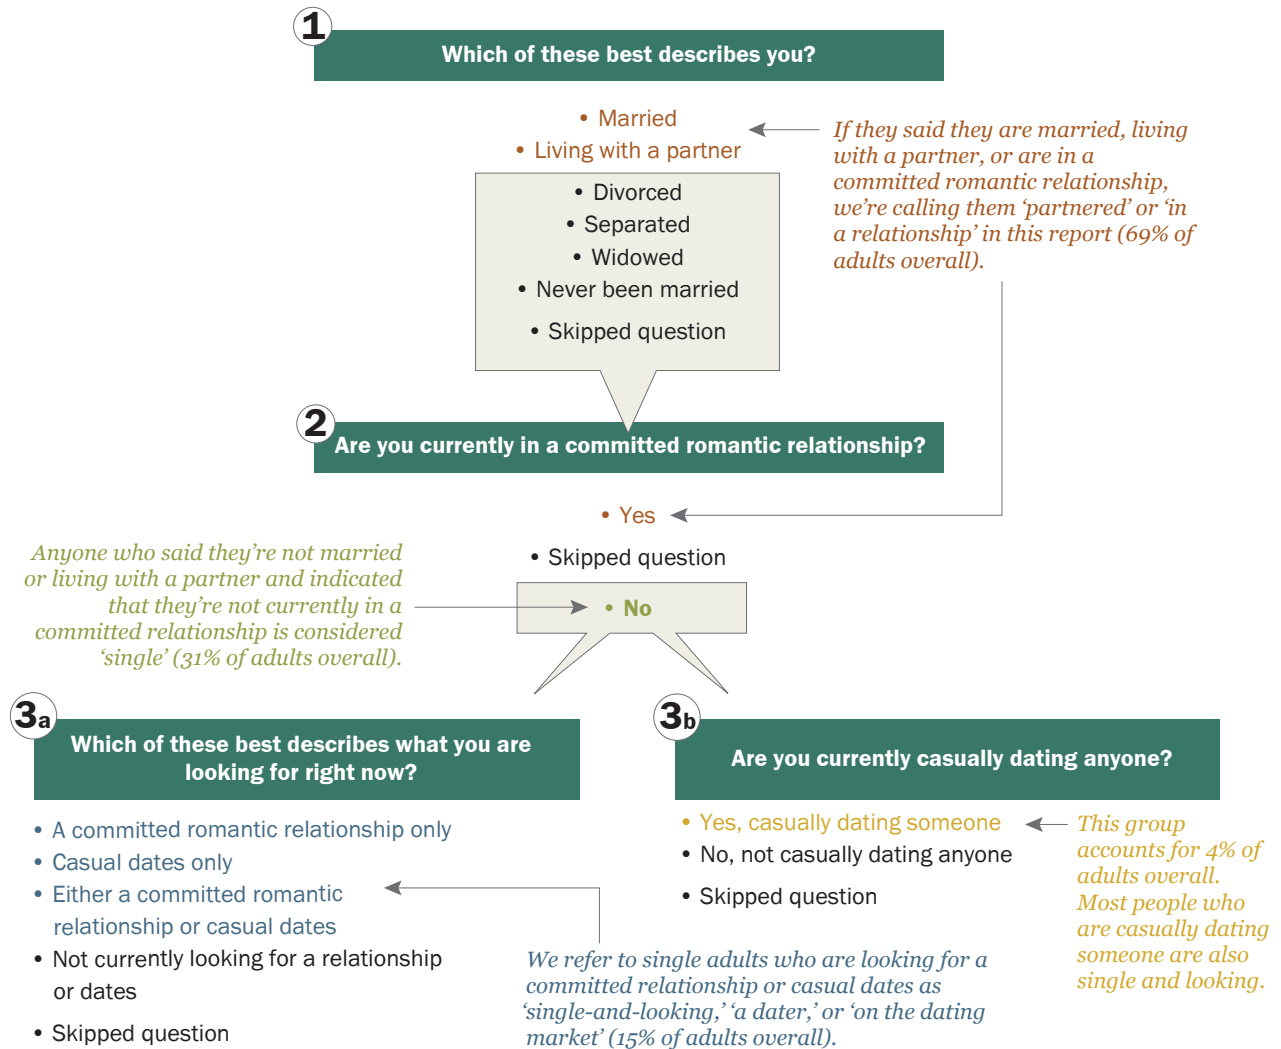 1
Which of these best describes you?
• Married
• Living with a partner
• Divorced
• Separated
• Widowed
• Never been married
• Skipped question
If they said they are married, living
with a partner, or are in a
committed romantic relationship,
we’re calling them ‘partnered’ or ‘in
a relationship’ in this report (69% of
adults overall).
2
Are you currently in a committed romantic relationship?
• Yes
• Skipped question
• No
Anyone who said they’re not married
or living with a partner and indicated
that they’re not currently in a
committed relationship is considered
‘single’ (31% of adults overall).
3a
Which of these best describes what you are
looking for right now?
• A committed romantic relationship only
• Casual dates only
• Either a committed romantic
relationship or casual dates
• Not currently looking for a relationship
or dates
• Skipped question
We refer to single adults who are looking for a
committed relationship or casual dates as
‘single-and-looking,’ ‘a dater,’ or ‘on the dating
market’ (15% of adults overall).
3b
Are you currently casually dating anyone?
• Yes, casually dating someone
• No, not casually dating anyone
• Skipped question
This group
accounts for 4% of
adults overall.
Most people who
are casually dating
someone are also
single and looking.